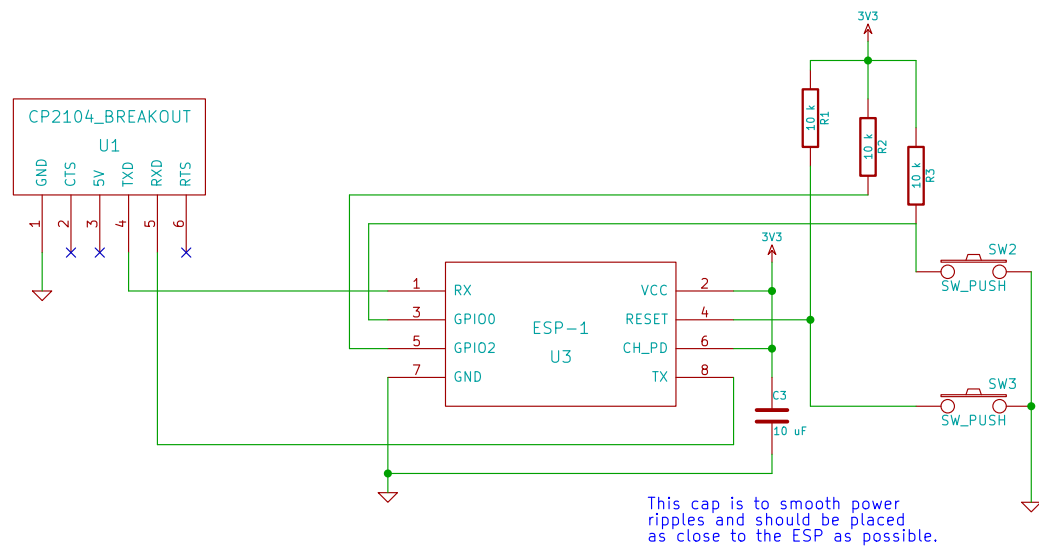 3V3
CP2104_BREAKOUT
U1
GND
CTS
5V
TXD
RXD
RTS
1
2
3
4
5
6
10 k
R1
10 k
R2
10 k
R3
3V3
SW2
SW_PUSH
1
RX
VCC
2
3
GPIO0
RESET
4
ESP-1
5
GPIO2
CH_PD
6
U3
7
GND
TX
8
SW3
SW_PUSH
C3
10 uF
This cap is to smooth power
ripples and should be placed
as close to the ESP as possible.